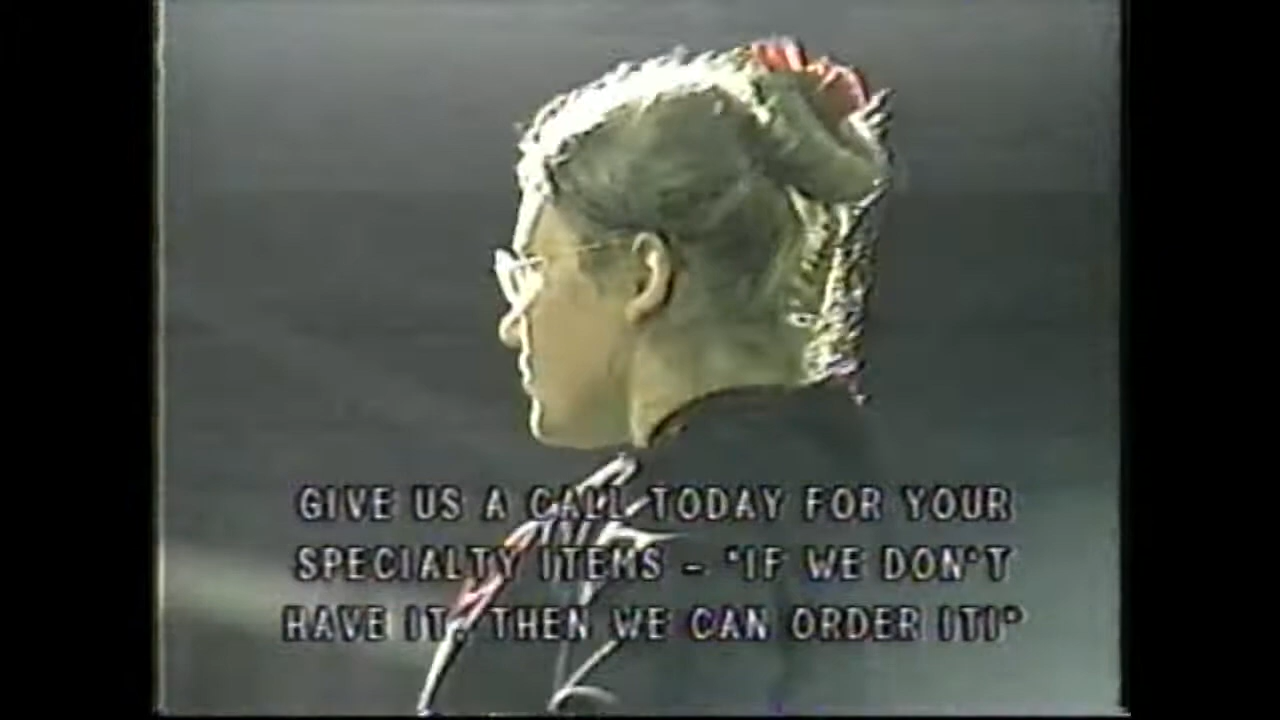 GIVE US A CALL TODAY FOR YOUR
SPECIALTY ITEMS - "IF WE DON'T
HAVE IT, THEN WE CAN ORDER IT!"